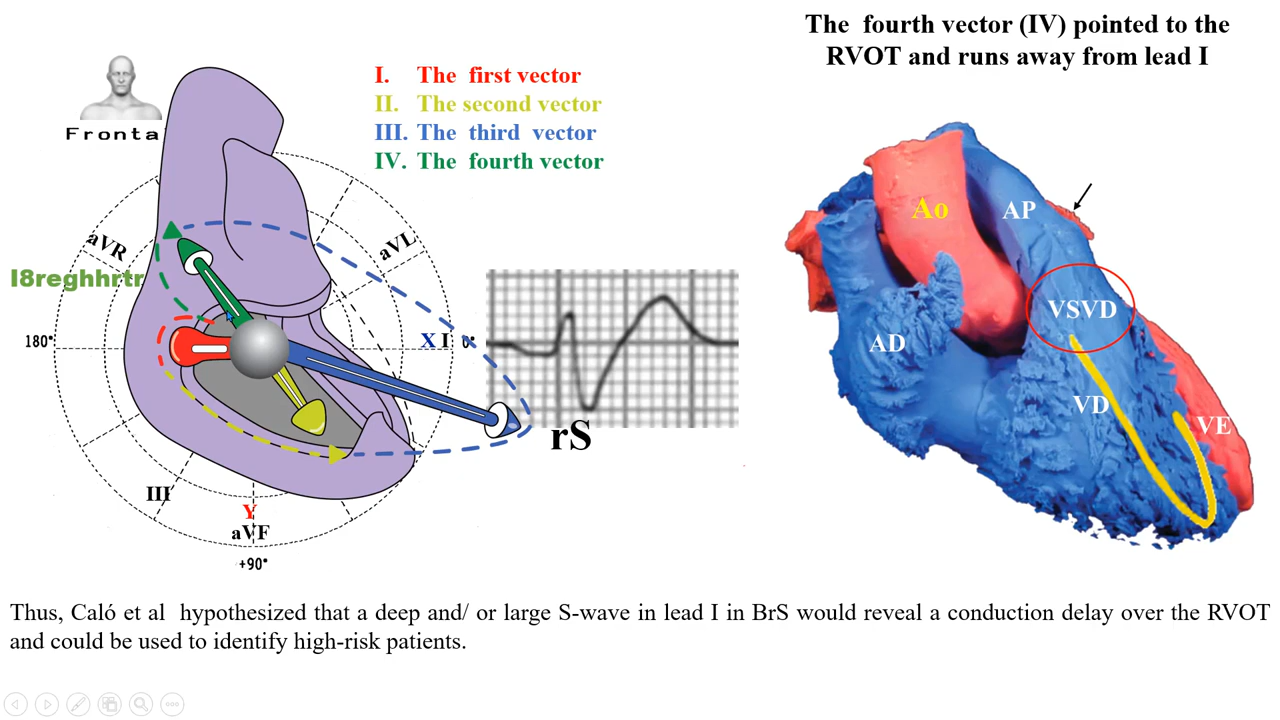 The fourth vector (IV) pointed to the
RVOT and runs away from lead I
I. The first vector
II. The second vector
III. The third vector
IV. The fourth vector
Fronta
aVR
aVL
I8reghhrtr
180°
X I 0°
III
Y
aVF
+90°
rS
Ao
AP
VSVD
AD
VD
VE
Thus, Caló et al hypothesized that a deep and/ or large S-wave in lead I in BrS would reveal a conduction delay over the RVOT
and could be used to identify high-risk patients.